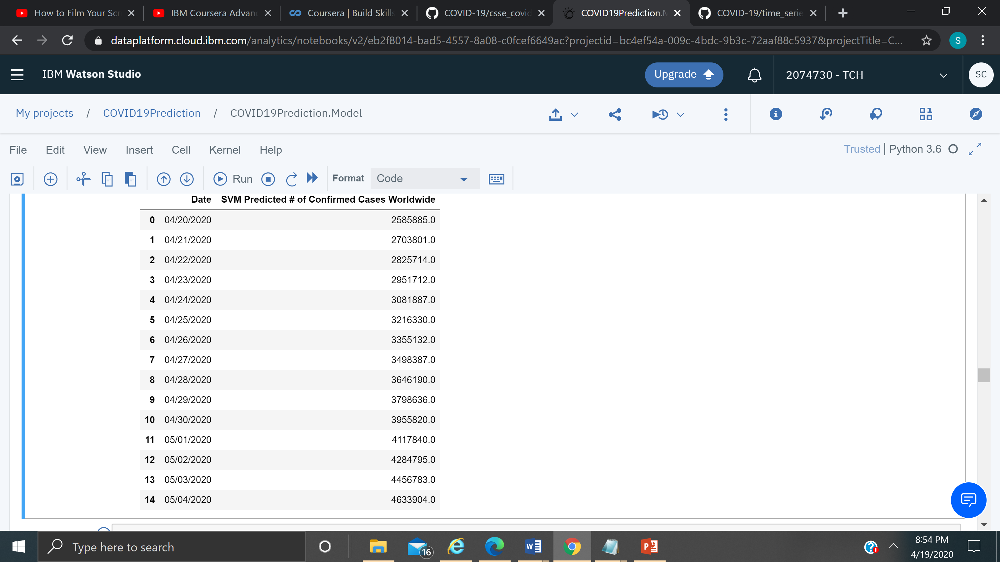 How to Film Your Scr
IBM Coursera Advan
Coursera | Build Skills
COVID-19/csse_covid
COVID19Prediction.M
COVID-19/time_serie
dataplatform.cloud.ibm.com/analytics/notebooks/v2/eb2f8014-bad5-4557-8a08-c0fcef6649ac?projectid=bc4ef54a-009c-4bdc-9b3c-72aaf88c5937&projectTitle=C...
S
IBM Watson Studio
Upgrade
2074730 - TCH
SC
My projects / COVID19Prediction / COVID19Prediction.Model
File Edit View Insert Cell Kernel Help
Trusted | Python 3.6
Run
Format
Code
Date SVM Predicted # of Confirmed Cases Worldwide
0 04/20/2020 2585885.0
1 04/21/2020 2703801.0
2 04/22/2020 2825714.0
3 04/23/2020 2951712.0
4 04/24/2020 3081887.0
5 04/25/2020 3216330.0
6 04/26/2020 3355132.0
7 04/27/2020 3498387.0
8 04/28/2020 3646190.0
9 04/29/2020 3798636.0
10 04/30/2020 3955820.0
11 05/01/2020 4117840.0
12 05/02/2020 4284795.0
13 05/03/2020 4456783.0
14 05/04/2020 4633904.0
Type here to search
16
8:54 PM
4/19/2020